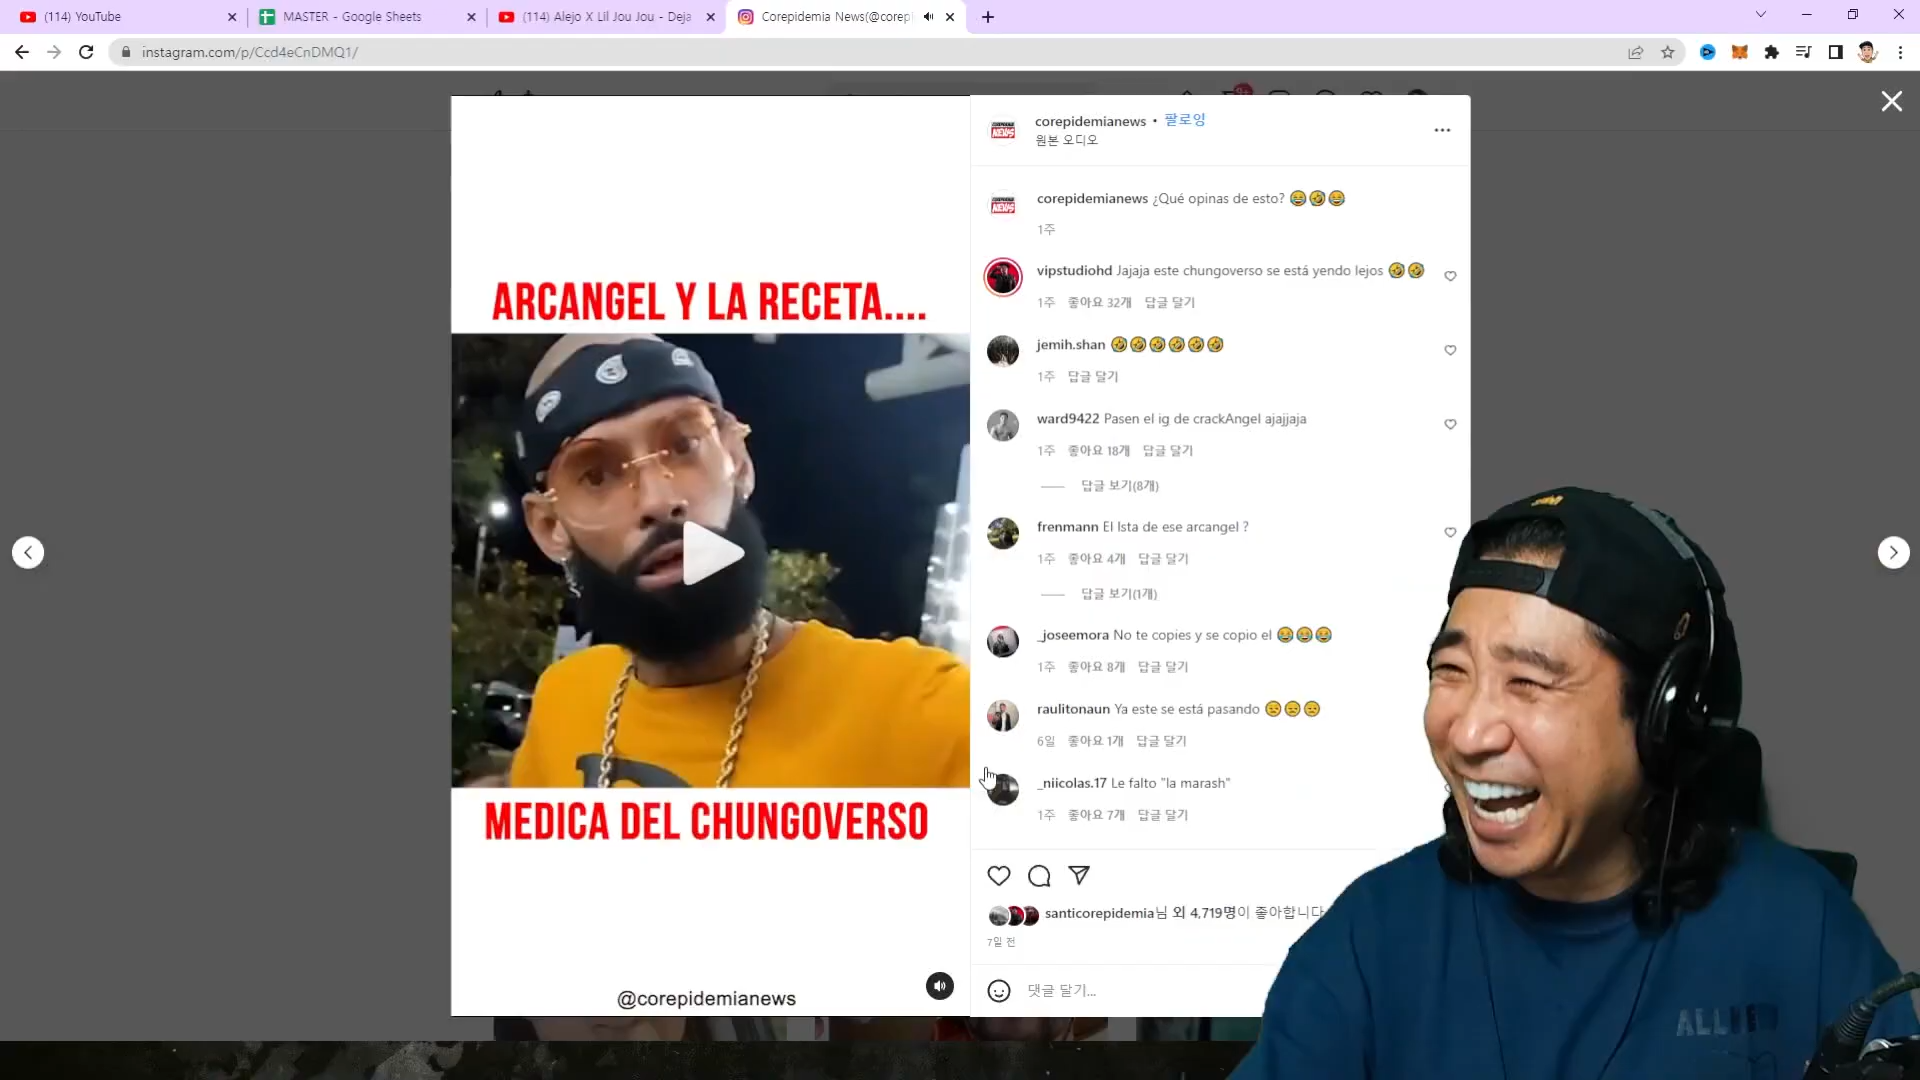 (114) YouTube
MASTER - Google Sheets
(114) Alejo X Lil Jou Jou - Deja
Corepidemia News(@corep
instagram.com/p/Ccd4eCnDMQ1/
9+
corepidemianews • 팔로잉
원본 오디오
corepidemianews ¿Qué opinas de esto? 😂🤣😂
1주
vipstudiohd Jajaja este chungoverso se está yendo lejos 🤣🤣
1주 좋아요 32개 답글 달기
jemih.shan 🤣🤣🤣🤣🤣🤣
1주 답글 달기
ward9422 Pasen el ig de crackAngel ajajjaja
1주 좋아요 18개 답글 달기
답글 보기(8개)
frenmann El Ista de ese arcangel ?
1주 좋아요 4개 답글 달기
답글 보기(1개)
_joseemora No te copies y se copio el 😂😂😂
1주 좋아요 8개 답글 달기
raulitonaun Ya este se está pasando 😔😔😔
6일 좋아요 1개 답글 달기
_niicolas.17 Le falto "la marash"
1주 좋아요 7개 답글 달기
santicorepidemia님 외 4,719명이 좋아합니다
7일 전
댓글 달기...
ARCANGEL Y LA RECETA....
MEDICA DEL CHUNGOVERSO
@corepidemianews
NEWS
NEWS